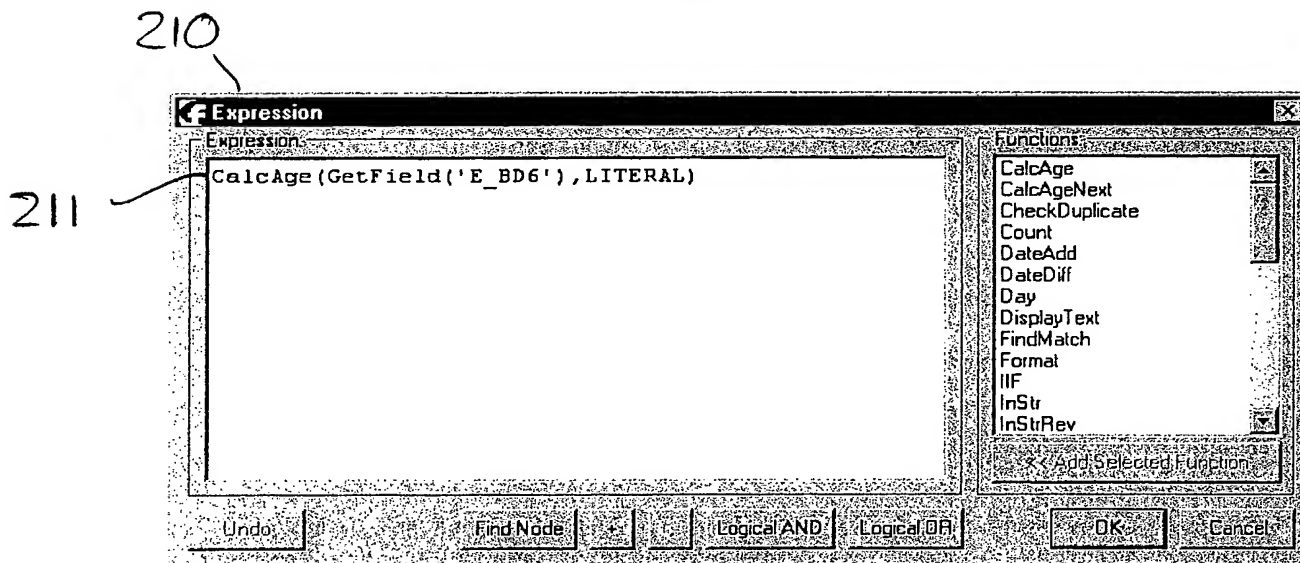 210
Expression
Expression:
Functions:
211
CalcAge(GetField('E_BD6'),LITERAL)
CalcAge
CalcAgeNext
CheckDuplicate
Count
DateAdd
DateDiff
Day
DisplayText
FindMatch
Format
IIF
InStr
InStrRev
<< Add Selected Function
Undo
Find Node
+
Logical AND
Logical OR
OK
Cancel